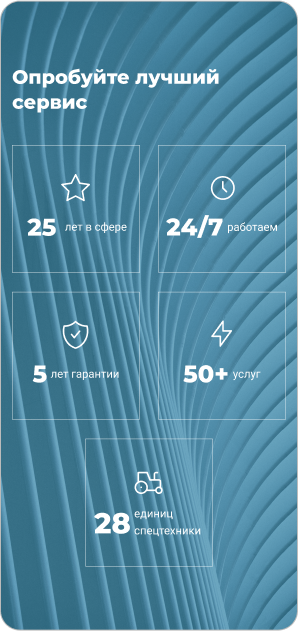 Опробуйте лучший
сервис
25 лет в сфере
24/7 работаем
5 лет гарантии
50+ услуг
28 единиц
спецтехники